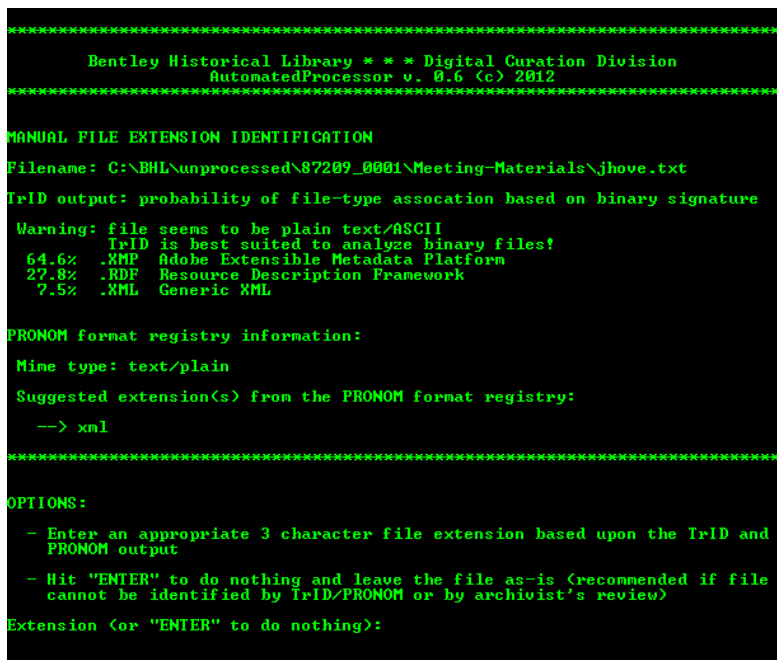 *****************************************************************************
Bentley Historical Library * * * Digital Curation Division
AutomatedProcessor v. 0.6 (c) 2012
*****************************************************************************
MANUAL FILE EXTENSION IDENTIFICATION
Filename: C:\BHL\unprocessed\87209_0001\Meeting-Materials\jhove.txt
TrID output: probability of file-type assocation based on binary signature
Warning: file seems to be plain text/ASCII
TrID is best suited to analyze binary files!
64.6% .XMP Adobe Extensible Metadata Platform
27.8% .RDF Resource Description Framework
7.5% .XML Generic XML
PRONOM format registry information:
Mime type: text/plain
Suggested extension(s) from the PRONOM format registry:
--> xml
*****************************************************************************
OPTIONS:
- Enter an appropriate 3 character file extension based upon the TrID and
PRONOM output
- Hit "ENTER" to do nothing and leave the file as-is (recommended if file
cannot be identified by TrID/PRONOM or by archivist's review)
Extension (or "ENTER" to do nothing):